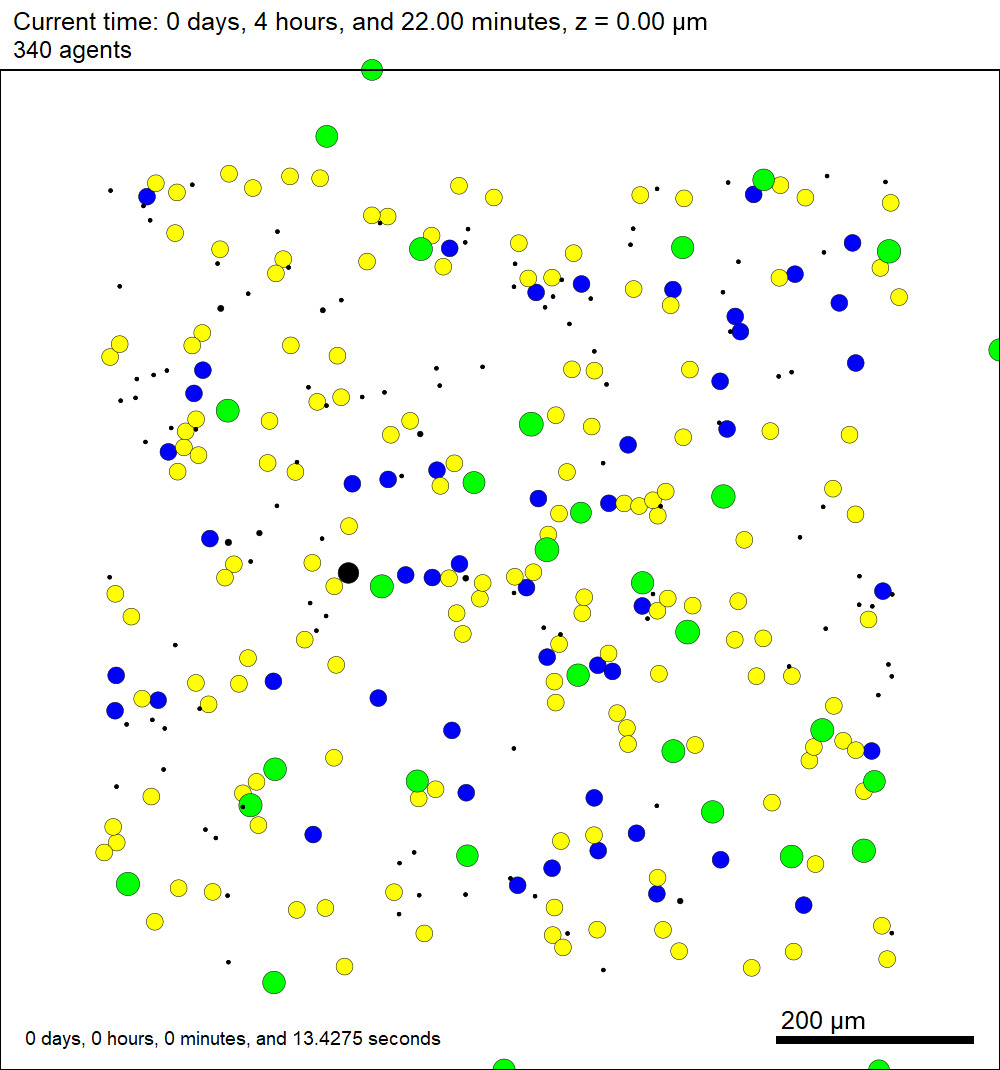 Current time: 0 days, 4 hours, and 22.00 minutes, z = 0.00 μm
340 agents
200 μm
0 days, 0 hours, 0 minutes, and 13.4275 seconds